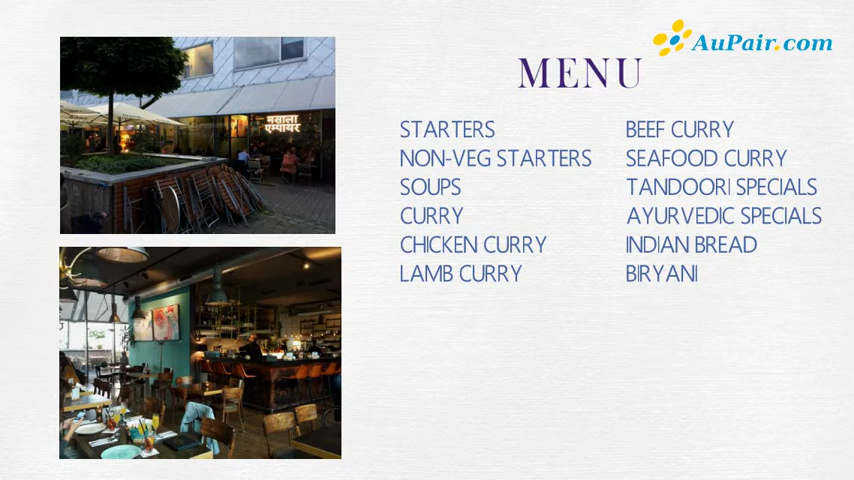 AuPair.com
MENU
मसाला
एम्पायर
STARTERS
NON-VEG STARTERS
SOUPS
CURRY
CHICKEN CURRY
LAMB CURRY
BEEF CURRY
SEAFOOD CURRY
TANDOORI SPECIALS
AYURVEDIC SPECIALS
INDIAN BREAD
BIRYANI